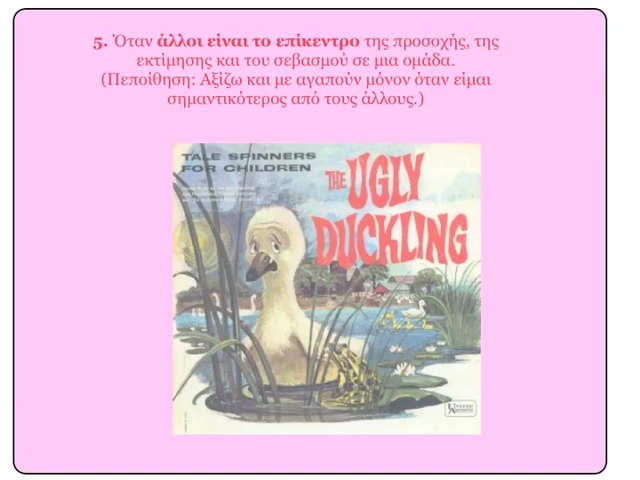 5. Όταν άλλοι είναι το επίκεντρο της προσοχής, της
εκτίμησης και του σεβασμού σε μια ομάδα.
(Πεποίθηση: Αξίζω και με αγαπούν μόνον όταν είμαι
σημαντικότερος από τους άλλους.)
TALE SPINNERS
FOR CHILDREN
THE UGLY
DUCKLING